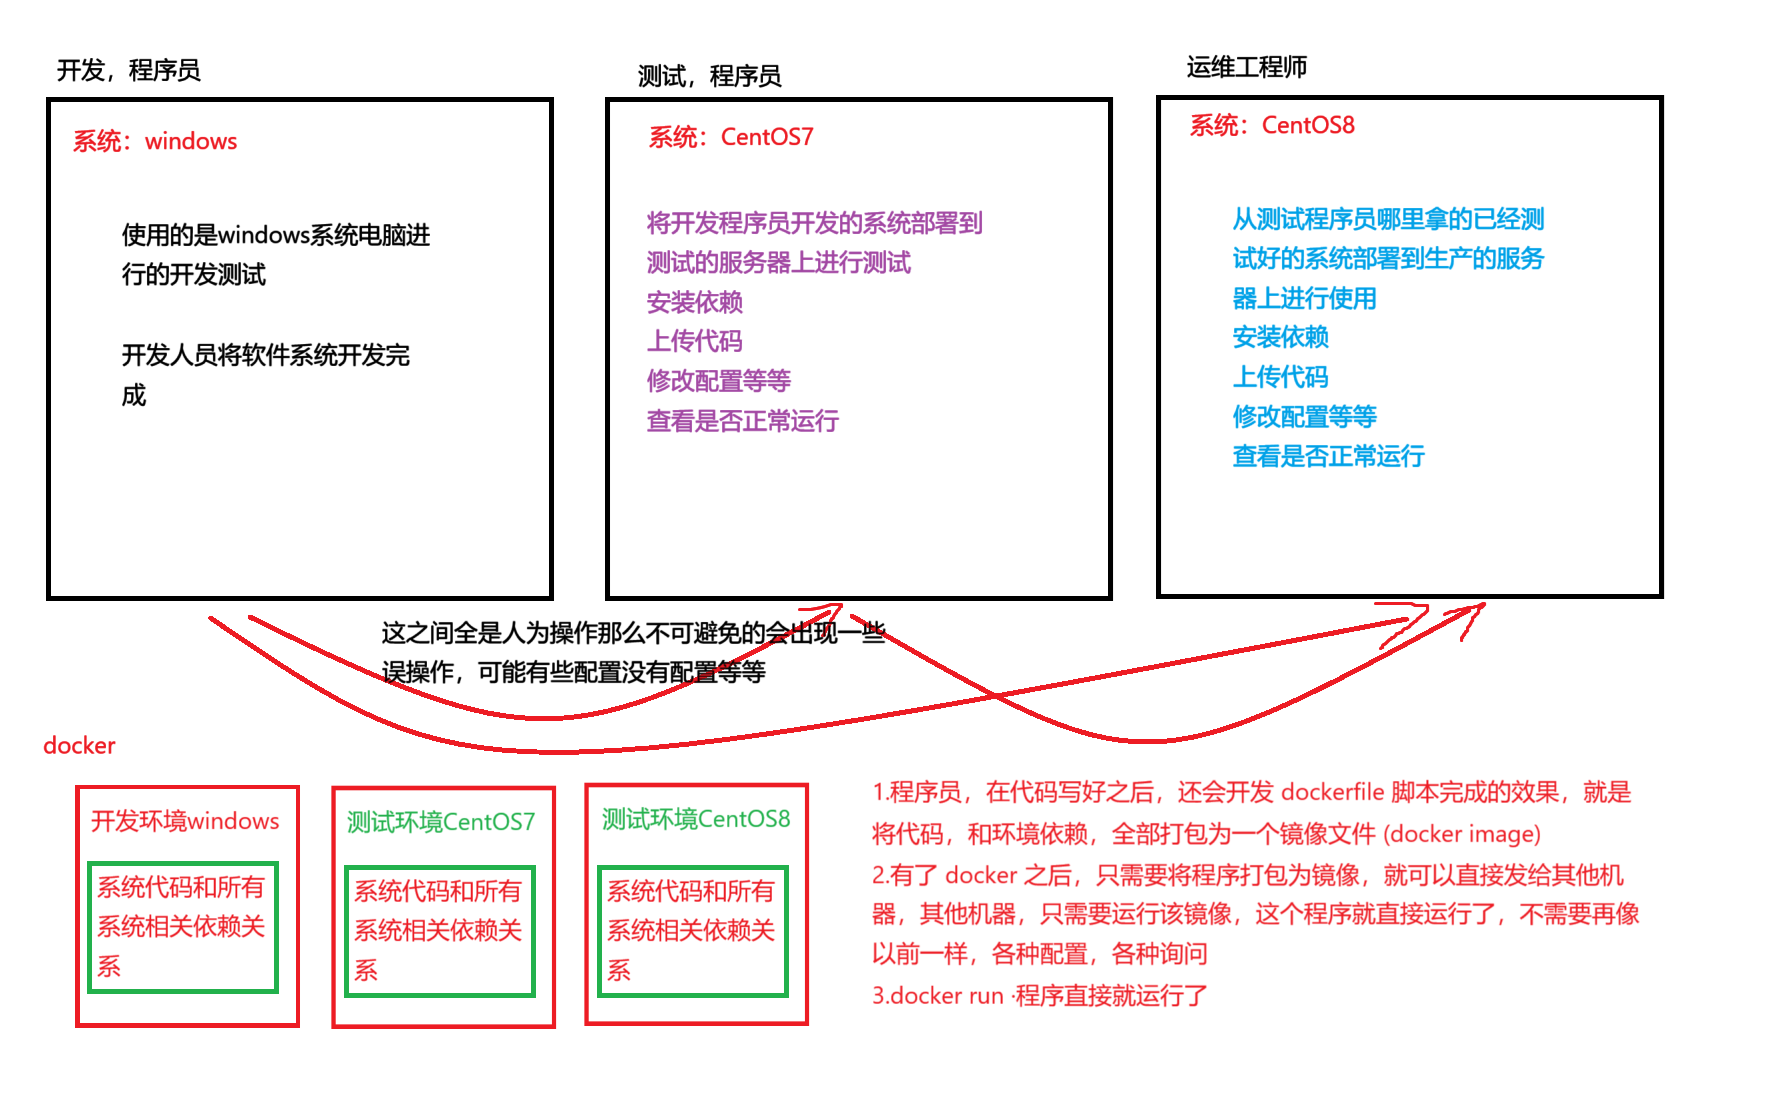 开发，程序员
系统：windows
使用的是windows系统电脑进
行的开发测试
开发人员将软件系统开发完
成
测试，程序员
系统：CentOS7
将开发程序员开发的系统部署到
测试的服务器上进行测试
安装依赖
上传代码
修改配置等等
查看是否正常运行
运维工程师
系统：CentOS8
从测试程序员哪里拿的已经测
试好的系统部署到生产的服务
器上进行使用
安装依赖
上传代码
修改配置等等
查看是否正常运行
这之间全是人为操作那么不可避免的会出现一些
误操作，可能有些配置没有配置等等
docker
开发环境windows
系统代码和所有
系统相关依赖关
系
测试环境CentOS7
系统代码和所有
系统相关依赖关
系
测试环境CentOS8
系统代码和所有
系统相关依赖关
系
1.程序员，在代码写好之后，还会开发 dockerfile 脚本完成的效果，就是
将代码，和环境依赖，全部打包为一个镜像文件 (docker image)
2.有了 docker 之后，只需要将程序打包为镜像，就可以直接发给其他机
器，其他机器，只需要运行该镜像，这个程序就直接运行了，不需要再像
以前一样，各种配置，各种询问
3.docker run ·程序直接就运行了